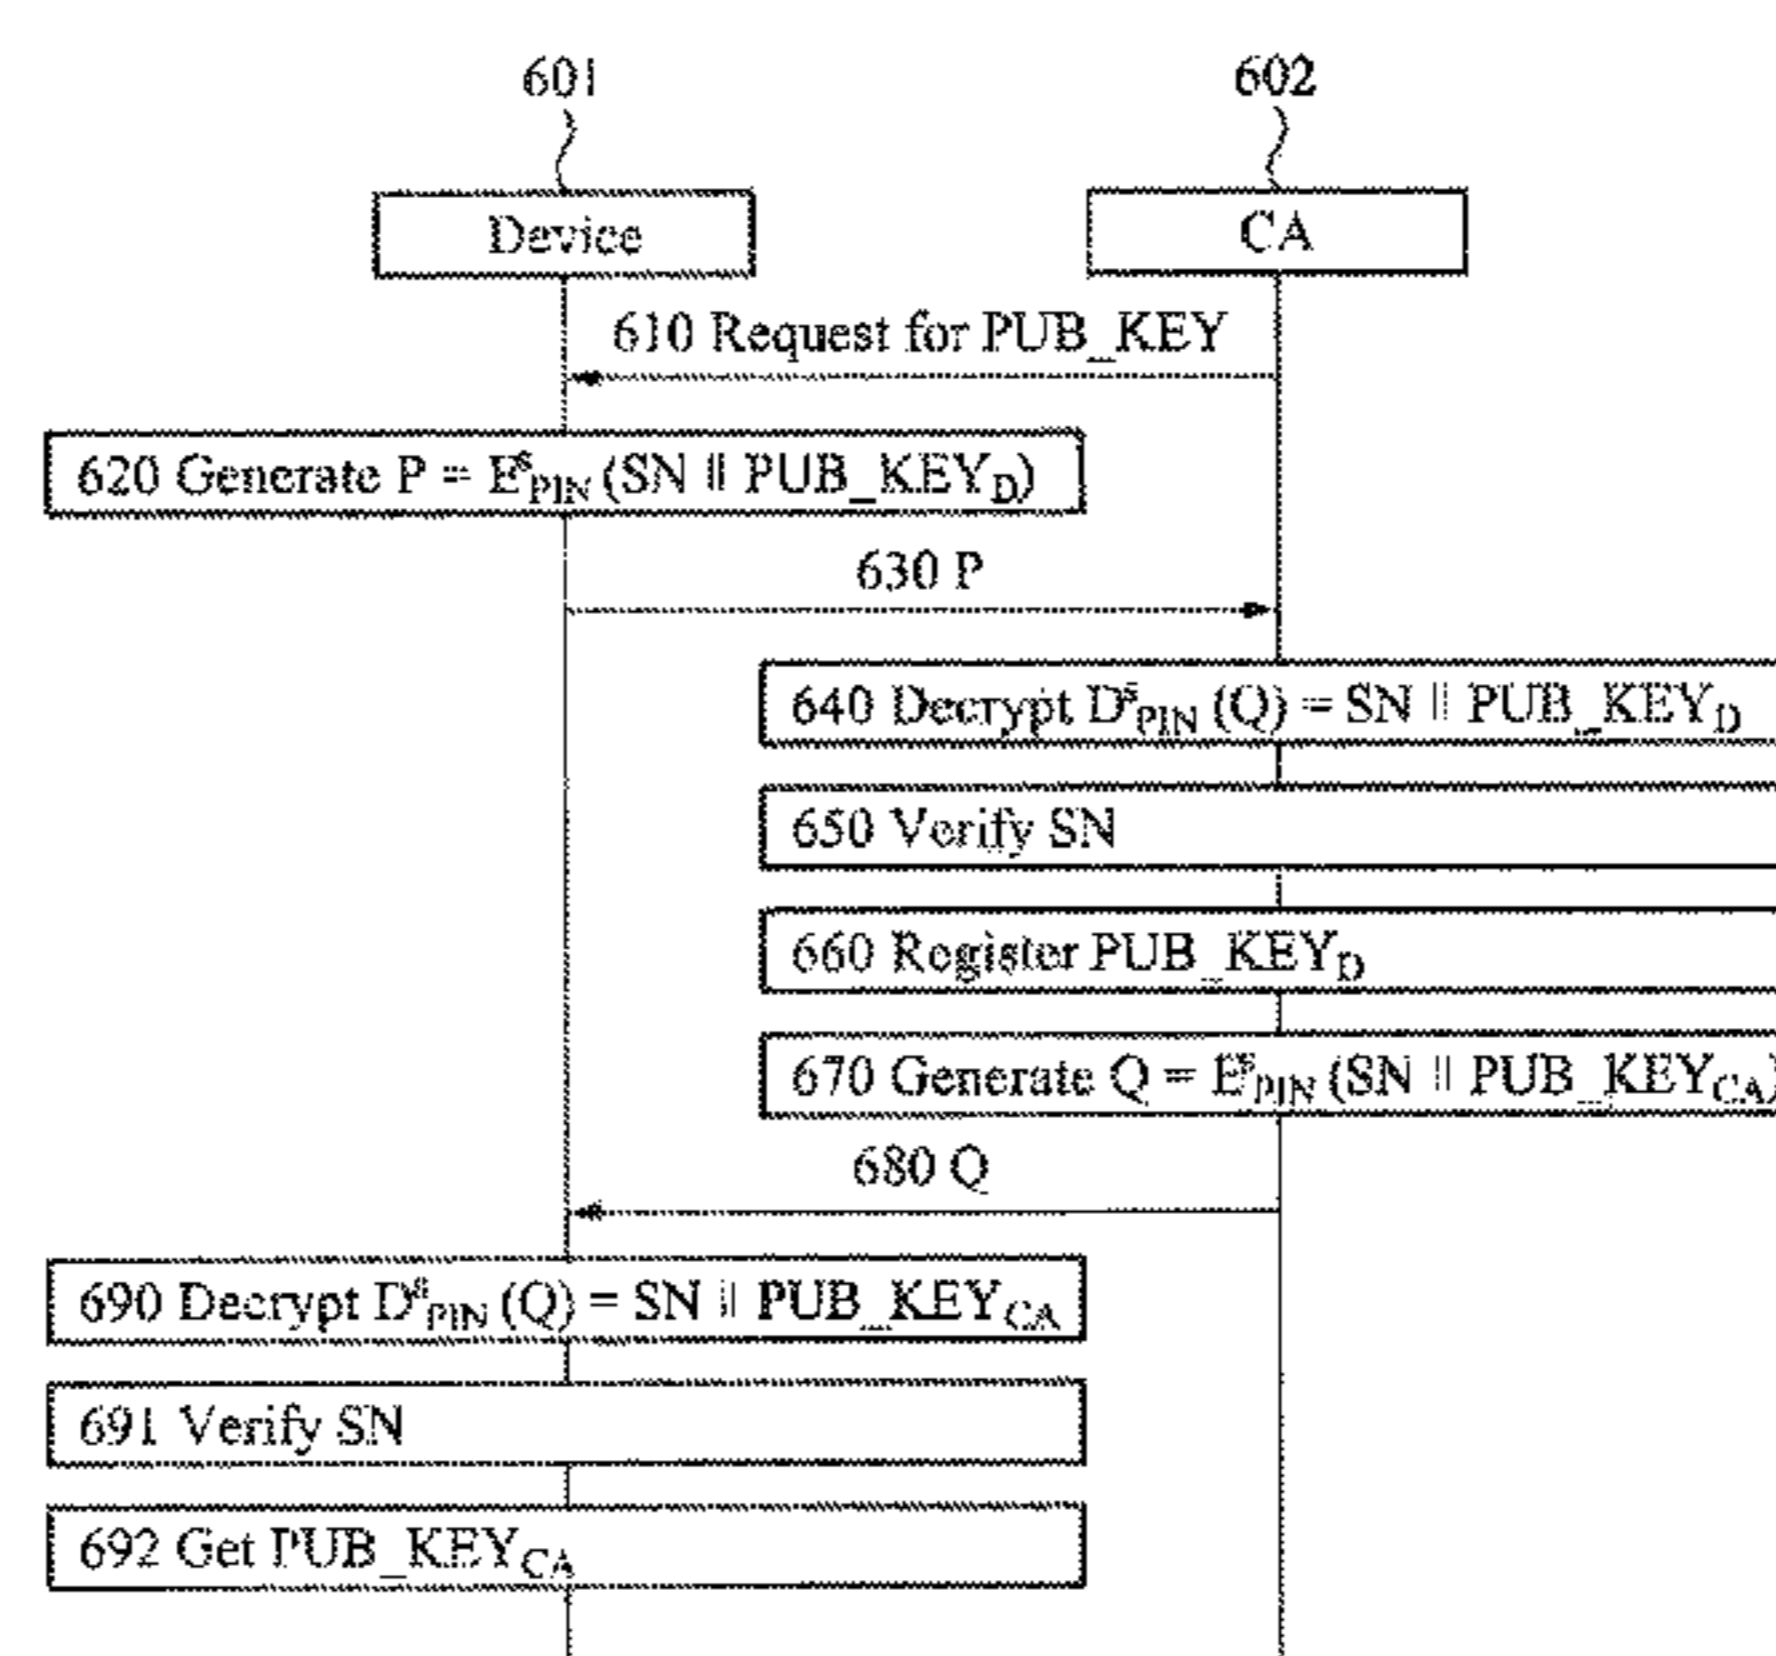 601
602
Device
CA
610 Request for PUB_KEY
620 Generate P = E^s_PIN (SN || PUB_KEY_D)
630 P
640 Decrypt D^s_PIN (Q) = SN || PUB_KEY_D
650 Verify SN
660 Register PUB_KEY_D
670 Generate Q = E^s_PIN (SN || PUB_KEY_CA)
680 Q
690 Decrypt D^s_PIN (Q) = SN || PUB_KEY_CA
691 Verify SN
692 Get PUB_KEY_CA